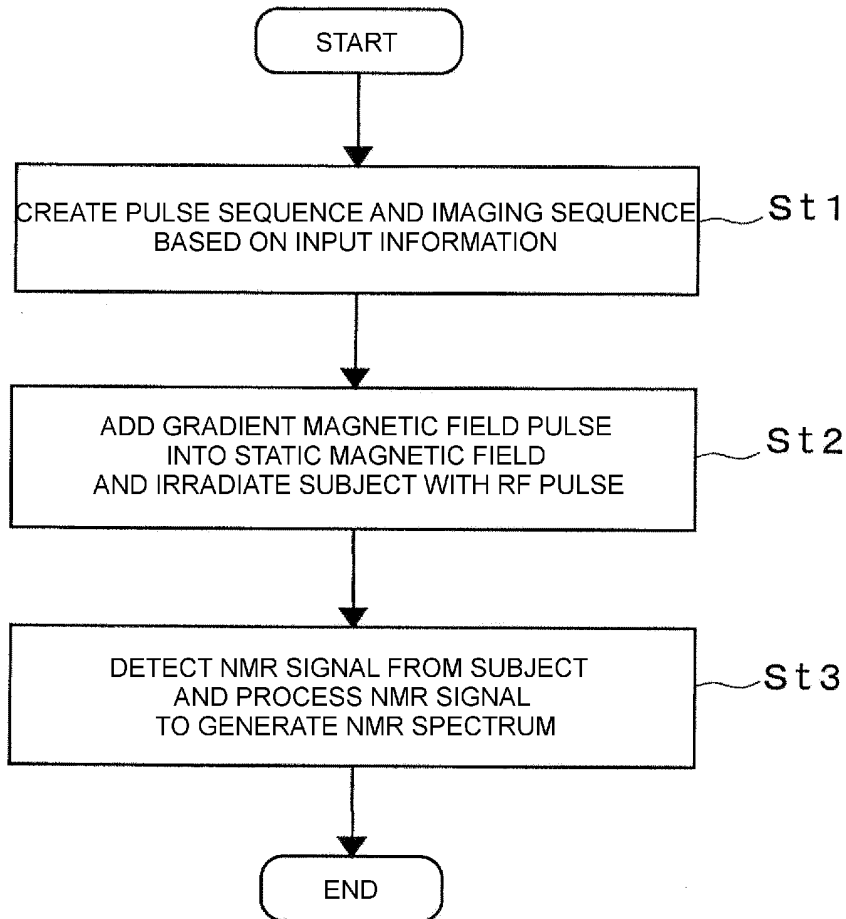 START
CREATE PULSE SEQUENCE AND IMAGING SEQUENCE
BASED ON INPUT INFORMATION
St1
ADD GRADIENT MAGNETIC FIELD PULSE
INTO STATIC MAGNETIC FIELD
AND IRRADIATE SUBJECT WITH RF PULSE
St2
DETECT NMR SIGNAL FROM SUBJECT
AND PROCESS NMR SIGNAL
TO GENERATE NMR SPECTRUM
St3
END